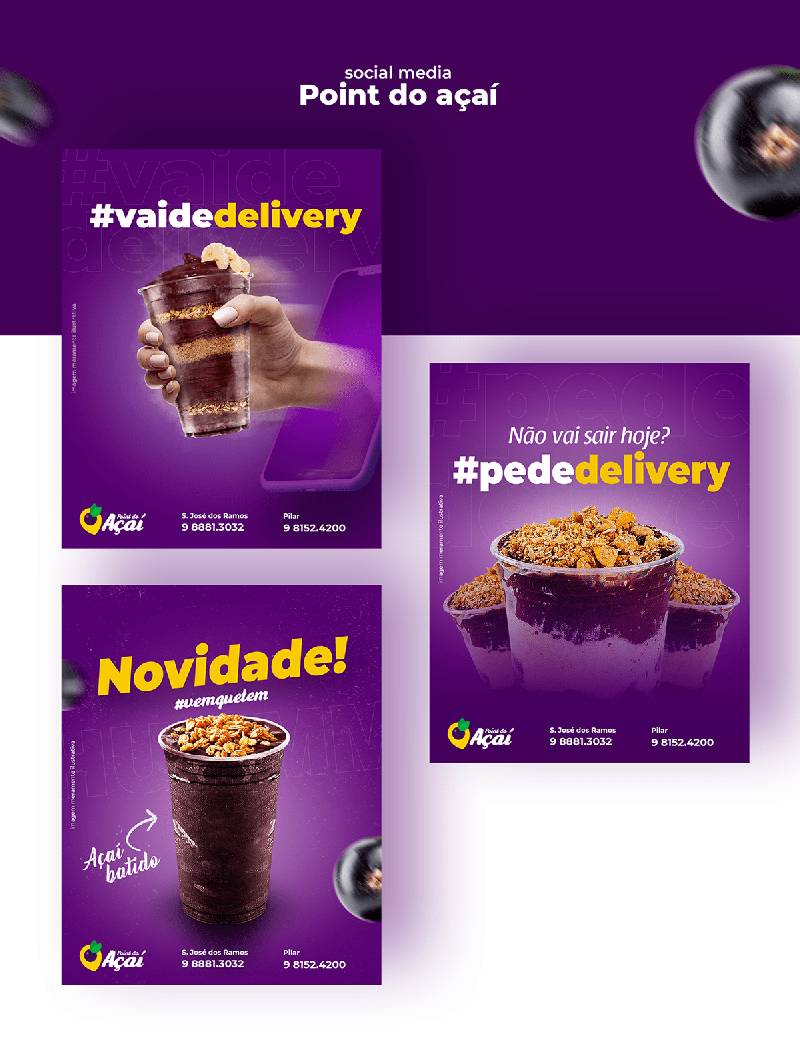 social media
Point do açaí
#vaide
delivery
#vaidedelivery
imagem meramente ilustrativa
Point do
Açaí
S. José dos Ramos
9 8881.3032
Pilar
9 8152.4200
#pede
Não vai sair hoje?
#pededelivery
imagem meramente ilustrativa
Point do
Açaí
S. José dos Ramos
9 8881.3032
Pilar
9 8152.4200
Novidade!
#vemquetem
imagem meramente ilustrativa
Açaí
batido
Point do
Açaí
S. José dos Ramos
9 8881.3032
Pilar
9 8152.4200